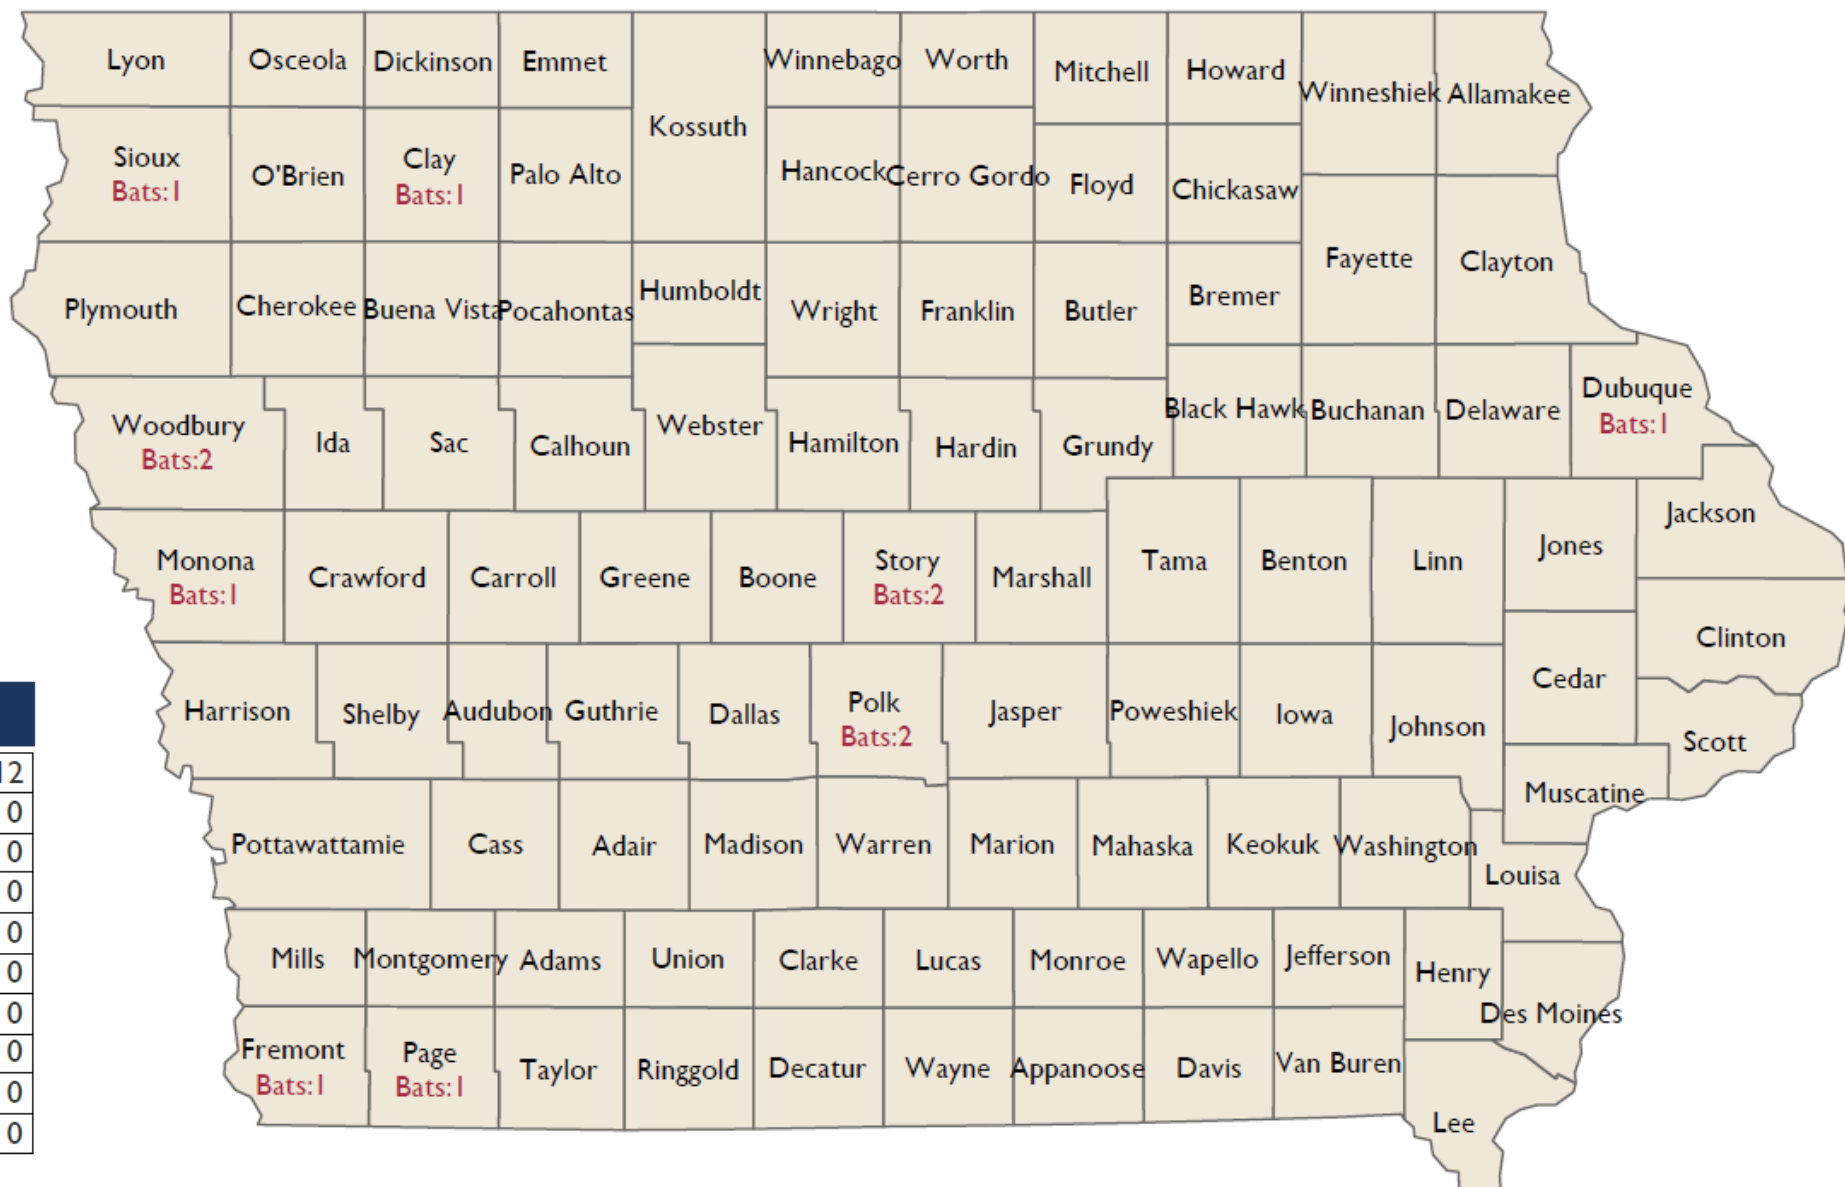 Lyon
Osceola
Dickinson
Emmet
Kossuth
Winnebago
Worth
Mitchell
Howard
Winneshiek
Allamakee
Sioux
Bats:1
O'Brien
Clay
Bats:1
Palo Alto
Hancock
Cerro Gordo
Floyd
Chickasaw
Fayette
Clayton
Plymouth
Cherokee
Buena Vista
Pocahontas
Humboldt
Wright
Franklin
Butler
Bremer
Woodbury
Bats:2
Ida
Sac
Calhoun
Webster
Hamilton
Hardin
Grundy
Black Hawk
Buchanan
Delaware
Dubuque
Bats:1
Monona
Bats:1
Crawford
Carroll
Greene
Boone
Story
Bats:2
Marshall
Tama
Benton
Linn
Jones
Jackson
Clinton
Harrison
Shelby
Audubon
Guthrie
Dallas
Polk
Bats:2
Jasper
Poweshiek
Iowa
Johnson
Cedar
Scott
Muscatine
12
0
0
0
0
0
0
0
0
0
Pottawattamie
Cass
Adair
Madison
Warren
Marion
Mahaska
Keokuk
Washington
Louisa
Mills
Montgomery
Adams
Union
Clarke
Lucas
Monroe
Wapello
Jefferson
Henry
Des Moines
Fremont
Bats:1
Page
Bats:1
Taylor
Ringgold
Decatur
Wayne
Appanoose
Davis
Van Buren
Lee